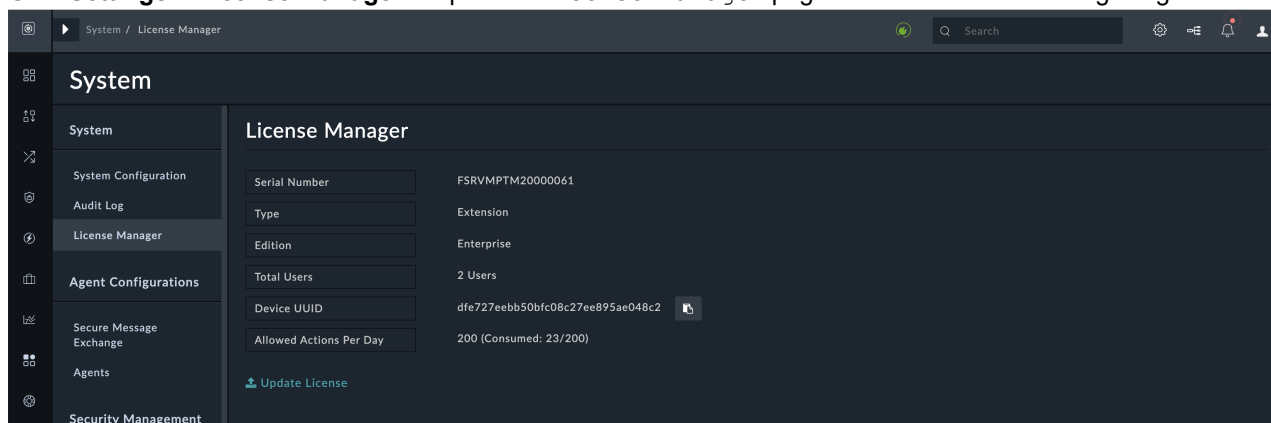 System / License Manager
Search
System
System
System Configuration
Audit Log
License Manager
Agent Configurations
Secure Message
Exchange
Agents
Security Management
License Manager
Serial Number FSRVMPTM20000061
Type Extension
Edition Enterprise
Total Users 2 Users
Device UUID dfe727eebb50bfc08c27ee895ae048c2
Allowed Actions Per Day 200 (Consumed: 23/200)
Update License